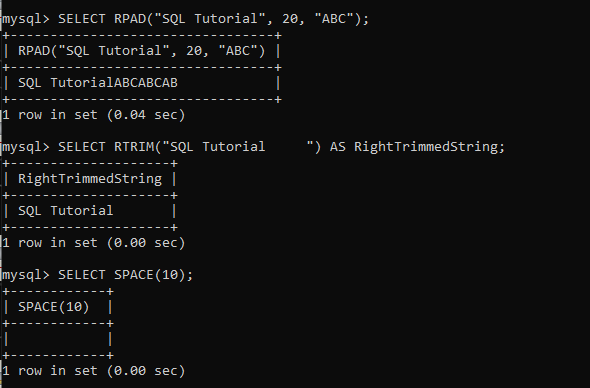 mysql> SELECT RPAD("SQL Tutorial", 20, "ABC");
+-------------------------------+
| RPAD("SQL Tutorial", 20, "ABC") |
+-------------------------------+
| SQL TutorialABCABCAB            |
+-------------------------------+
1 row in set (0.04 sec)
mysql> SELECT RTRIM("SQL Tutorial     ") AS RightTrimmedString;
+--------------------+
| RightTrimmedString |
+--------------------+
| SQL Tutorial       |
+--------------------+
1 row in set (0.00 sec)
mysql> SELECT SPACE(10);
+------------+
| SPACE(10)  |
+------------+
|            |
+------------+
1 row in set (0.00 sec)